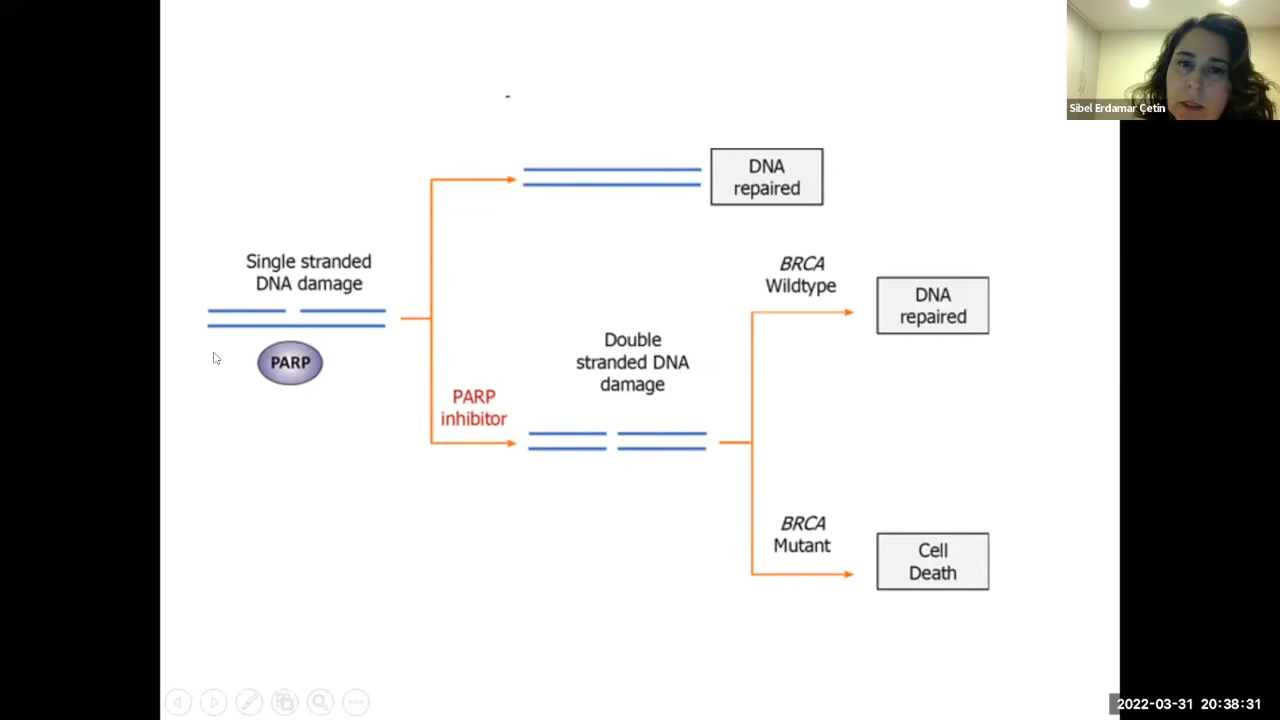 Sibel Erdamar Çetin
DNA
repaired
Single stranded
DNA damage
PARP
BRCA
Wildtype
DNA
repaired
Double
stranded DNA
damage
PARP
inhibitor
BRCA
Mutant
Cell
Death
2022-03-31 20:38:31